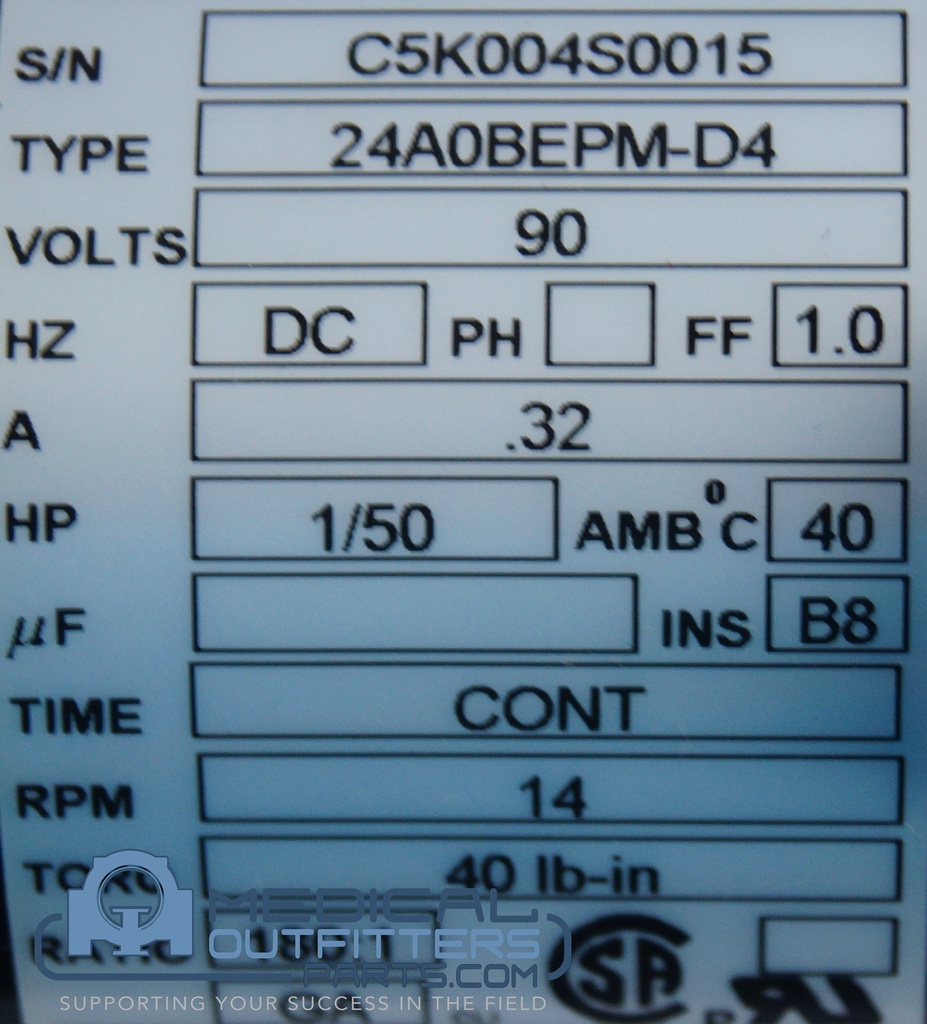 S/N C5K004S0015
TYPE 24A0BEPM-D4
VOLTS 90
HZ DC PH FF 1.0
A .32
HP 1/50 AMB °C 40
µF INS B8
TIME CONT
RPM 14
40 lb-in
MEDICAL
RATIO OUTFITTERS
PARTS.COM SA
SUPPORTING YOUR SUCCESS IN THE FIELD